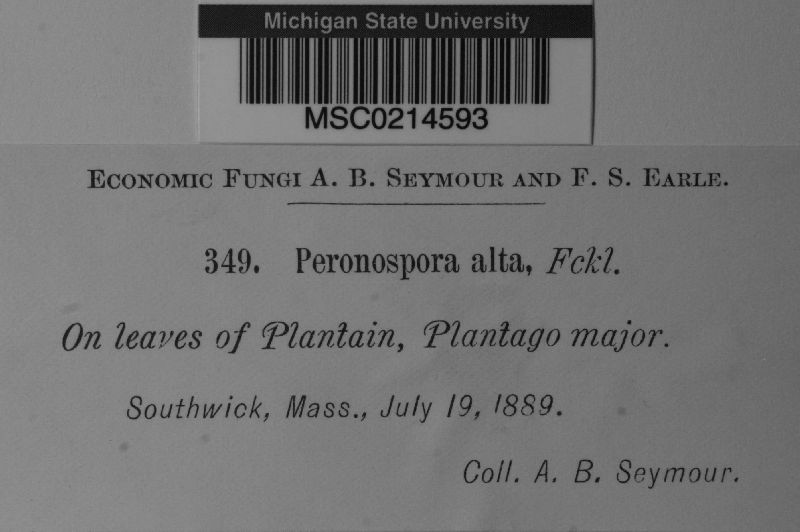 Michigan State University
MSC0214593
Economic Fungi A. B. Seymour and F. S. Earle.
349. Peronospora alta, Fckl.
On leaves of Plantain, Plantago major.
Southwick, Mass., July 19, 1889.
Coll. A. B. Seymour.